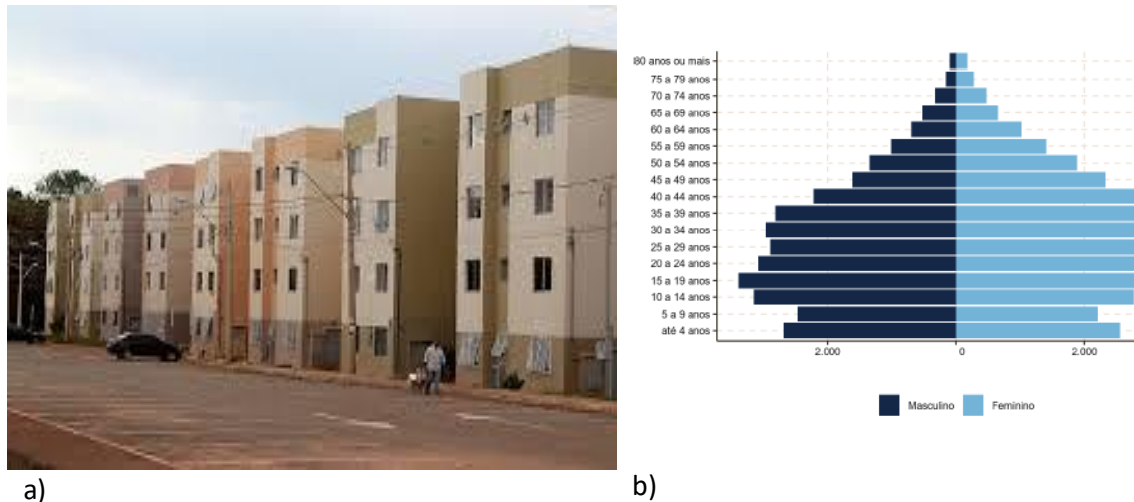 80 anos ou mais
75 a 79 anos
70 a 74 anos
65 a 69 anos
60 a 64 anos
55 a 59 anos
50 a 54 anos
45 a 49 anos
40 a 44 anos
35 a 39 anos
30 a 34 anos
25 a 29 anos
20 a 24 anos
15 a 19 anos
10 a 14 anos
5 a 9 anos
até 4 anos
2.000 0 2.000
Masculino Feminino
a)
b)